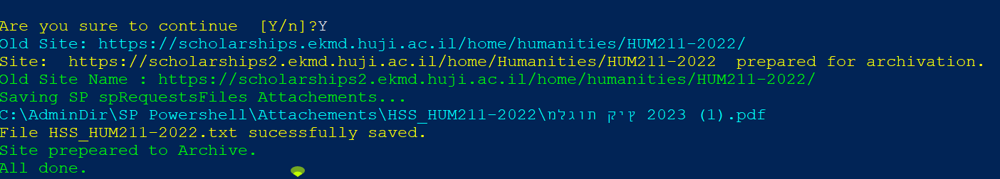 Are you sure to continue  [Y/n]?Y
Old Site: https://scholarships.ekmd.huji.ac.il/home/humanities/HUM211-2022/
Site:  https://scholarships2.ekmd.huji.ac.il/home/Humanities/HUM211-2022  prepared for archivation.
Old Site Name : https://scholarships2.ekmd.huji.ac.il/home/humanities/HUM211-2022/
Saving SP spRequestsFiles Attachements...
C:\AdminDir\SP Powershell\Attachements\HSS_HUM211-2022\מלגות קיץ 2023 (1).pdf
File HSS_HUM211-2022.txt sucessfully saved.
Site prepeared to Archive.
All done.